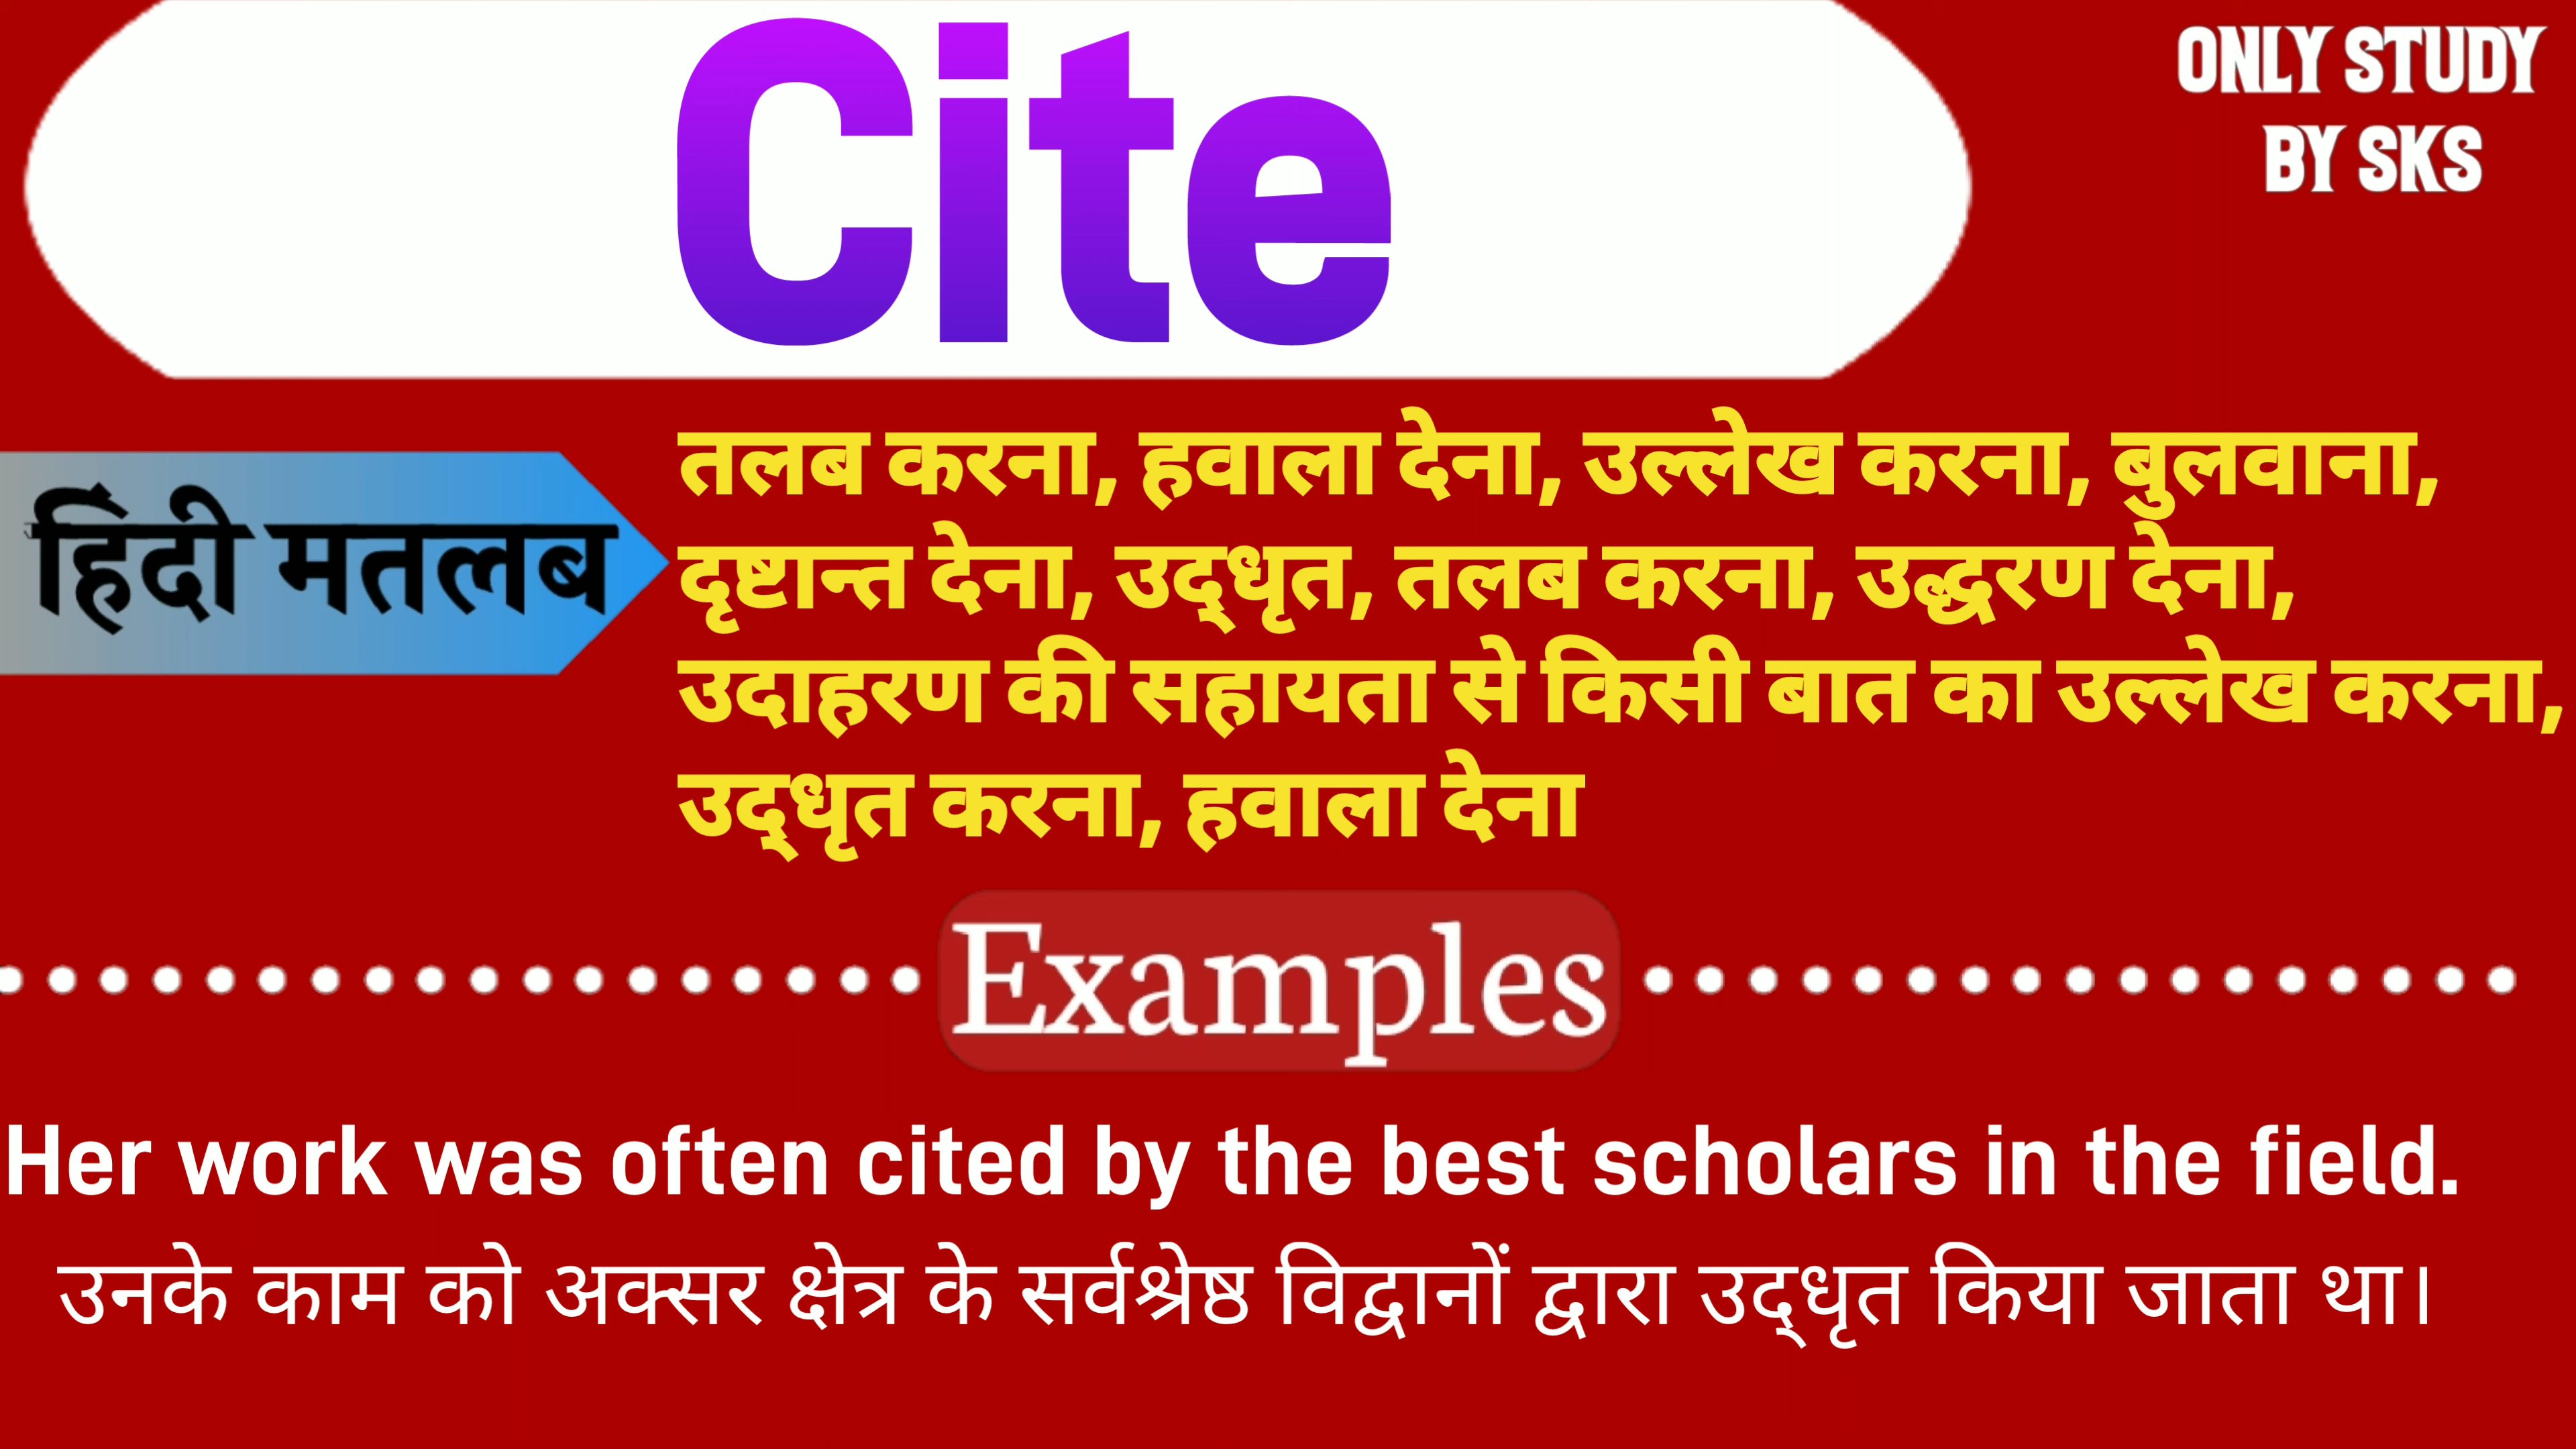 Cite
ONLY STUDY
BY SKS
हिंदी मतलब
तलब करना, हवाला देना, उल्लेख करना, बुलवाना,
दृष्टान्त देना, उद्धृत, तलब करना, उद्धरण देना,
उदाहरण की सहायता से किसी बात का उल्लेख करना,
उद्धृत करना, हवाला देना
Examples
Her work was often cited by the best scholars in the field.
उनके काम को अक्सर क्षेत्र के सर्वश्रेष्ठ विद्वानों द्वारा उद्धृत किया जाता था।